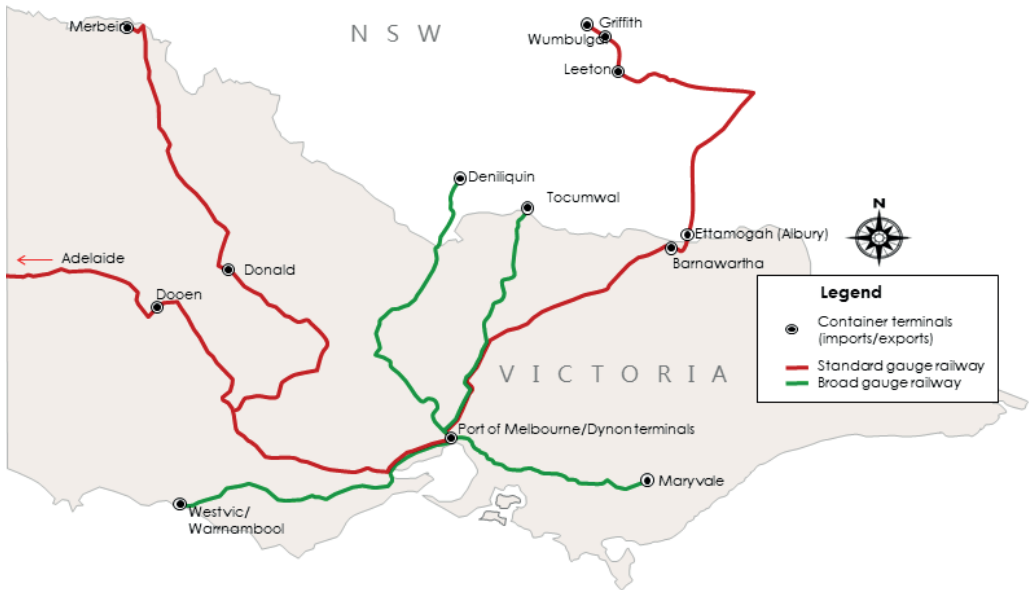 Merbein
N S W
Griffith
Wumbulgal
Leeton
Deniliquin
Tocumwal
N
Ettamogah (Albury)
Barnawartha
Adelaide
Donald
Dooen
Legend
Container terminals
(imports/exports)
Standard gauge railway
Broad gauge railway
V I C T O R I A
Port of Melbourne/Dynon terminals
Maryvale
Westvic/
Warrnambool